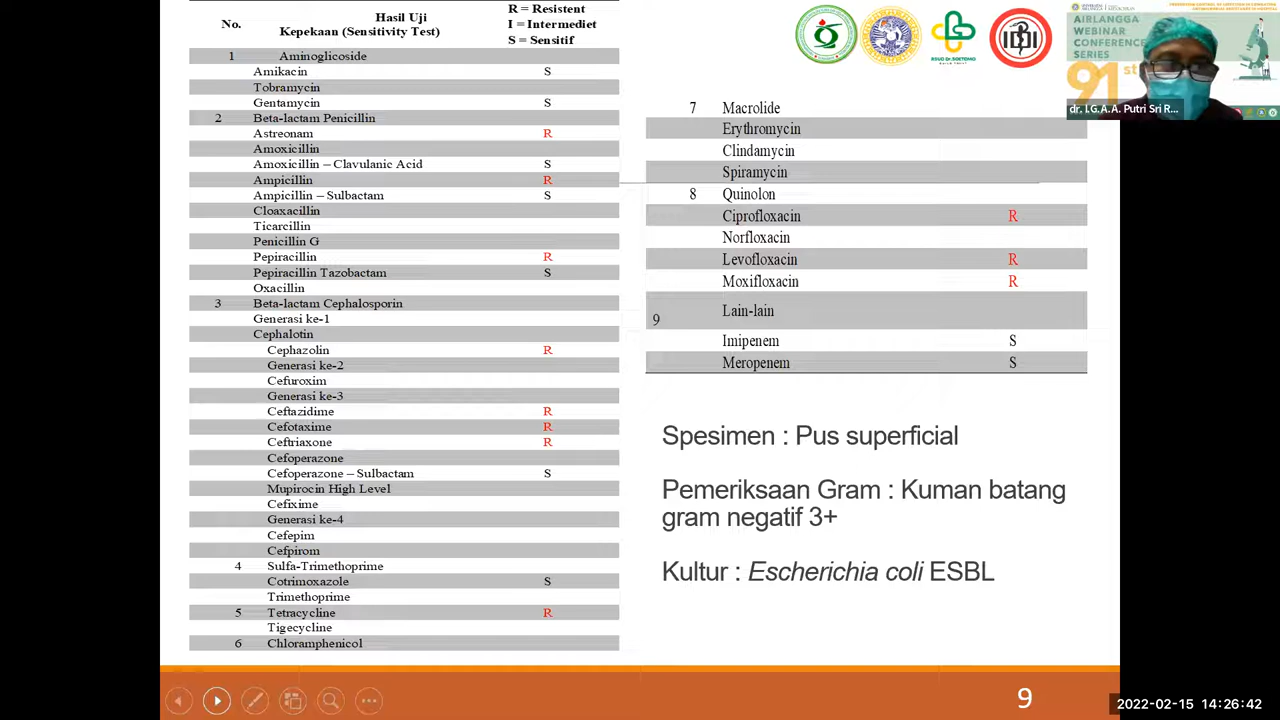 No. Hasil Uji Kepekaan (Sensitivity Test) R = Resistent I = Intermediet S = Sensitif
1 Aminoglicoside
Amikacin S
Tobramycin
Gentamycin S
2 Beta-lactam Penicillin
Astreonam R
Amoxicillin
Amoxicillin – Clavulanic Acid S
Ampicillin R
Ampicillin – Sulbactam S
Cloaxacillin
Ticarcillin
Penicillin G
Pepiracillin R
Pepiracillin Tazobactam S
Oxacillin
3 Beta-lactam Cephalosporin
Generasi ke-1
Cephalotin
Cephazolin R
Generasi ke-2
Cefuroxim
Generasi ke-3
Ceftazidime R
Cefotaxime R
Ceftriaxone R
Cefoperazone
Cefoperazone – Sulbactam S
Mupirocin High Level
Cefixime
Generasi ke-4
Cefepim
Cefpirom
4 Sulfa-Trimethoprime
Cotrimoxazole S
Trimethoprime
5 Tetracycline R
Tigecycline
6 Chloramphenicol
7 Macrolide
Erythromycin
Clindamycin
Spiramycin
8 Quinolon
Ciprofloxacin R
Norfloxacin
Levofloxacin R
Moxifloxacin R
9 Lain-lain
Imipenem S
Meropenem S
Spesimen : Pus superficial
Pemeriksaan Gram : Kuman batang
gram negatif 3+
Kultur : Escherichia coli ESBL
9
RSUD Dr. SOETOMO
IDI
AIRLANGGA
WEBINAR
CONFERENCE
SERIES
91st
dr. I.G.A.A. Putri Sri R...
2022-02-15 14:26:42